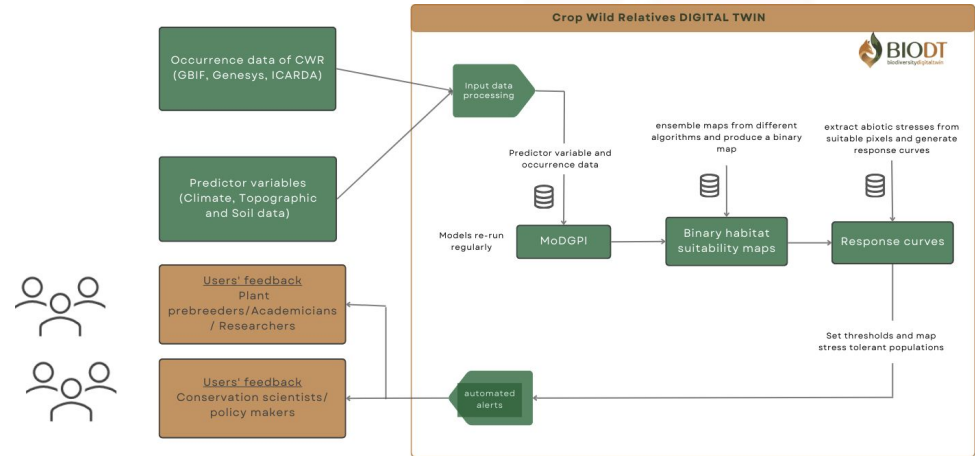 Crop Wild Relatives DIGITAL TWIN
BIODT
biodiversitydigitaltwin
Occurrence data of CWR
(GBIF, Genesys, ICARDA)
Input data
processing
Predictor variables
(Climate, Topographic
and Soil data)
Predictor variable and
occurrence data
ensemble maps from different
algorithms and produce a binary
map
extract abiotic stresses from
suitable pixels and generate
response curves
Models re-run
regularly
MoDGPI
Binary habitat
suitability maps
Response curves
Users' feedback
Plant
prebreeders/Academicians
/ Researchers
Set thresholds and map
stress tolerant populations
Users' feedback
Conservation scientists/
policy makers
automated
alerts